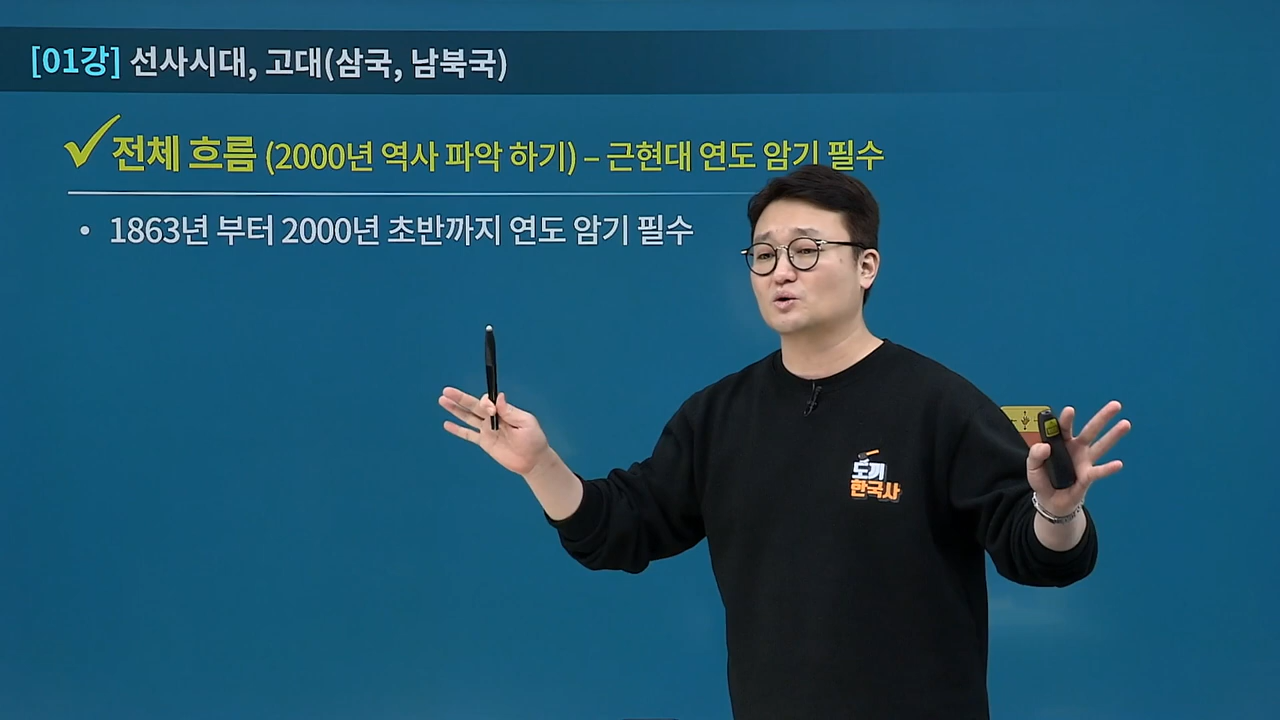 [01강] 선사시대, 고대(삼국, 남북국)
전체 흐름 (2000년 역사 파악 하기) – 근현대 연도 암기 필수
• 1863년 부터 2000년 초반까지 연도 암기 필수
도끼
한국사